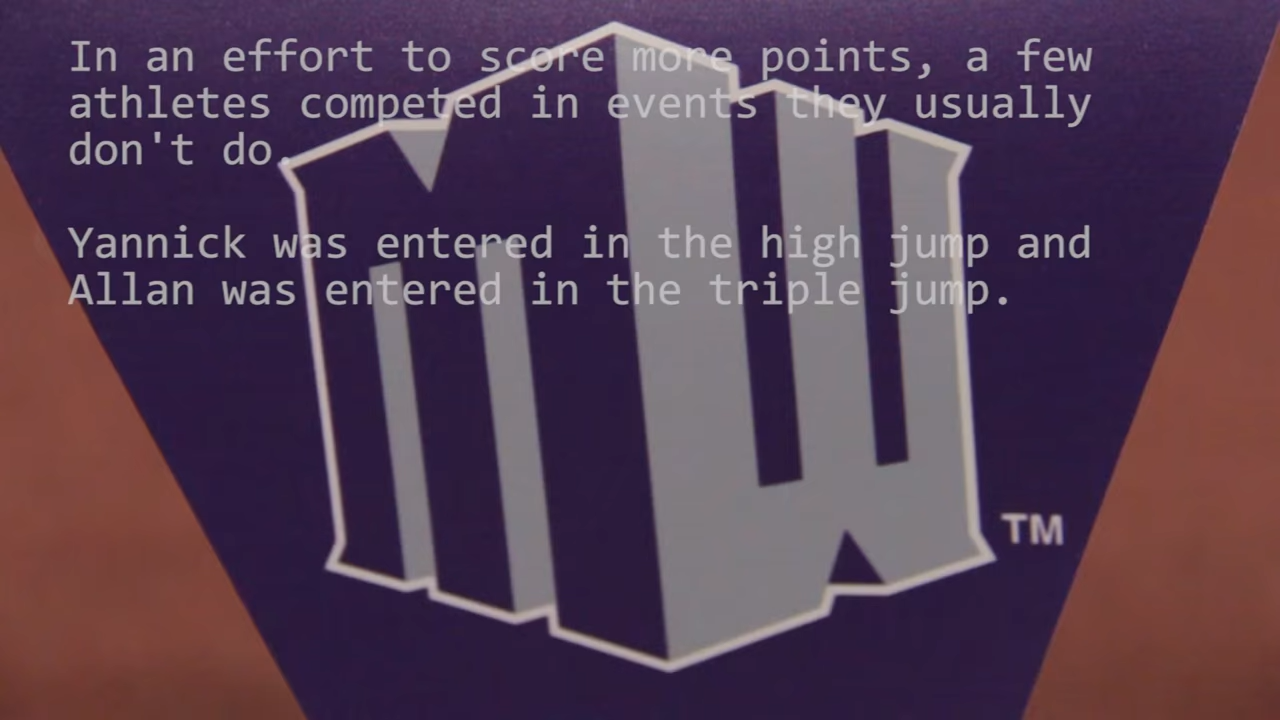 In an effort to score more points, a few
athletes competed in events they usually
don't do.
Yannick was entered in the high jump and
Allan was entered in the triple jump.
MW
TM